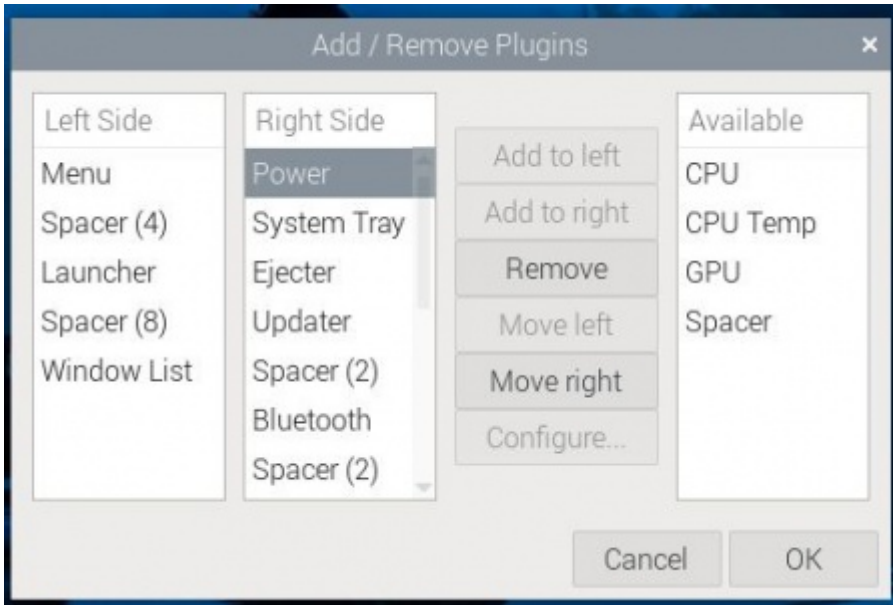 Add / Remove Plugins
Left Side
Menu
Spacer (4)
Launcher
Spacer (8)
Window List
Right Side
Power
System Tray
Ejecter
Updater
Spacer (2)
Bluetooth
Spacer (2)
Add to left
Add to right
Remove
Move left
Move right
Configure...
Available
CPU
CPU Temp
GPU
Spacer
Cancel
OK